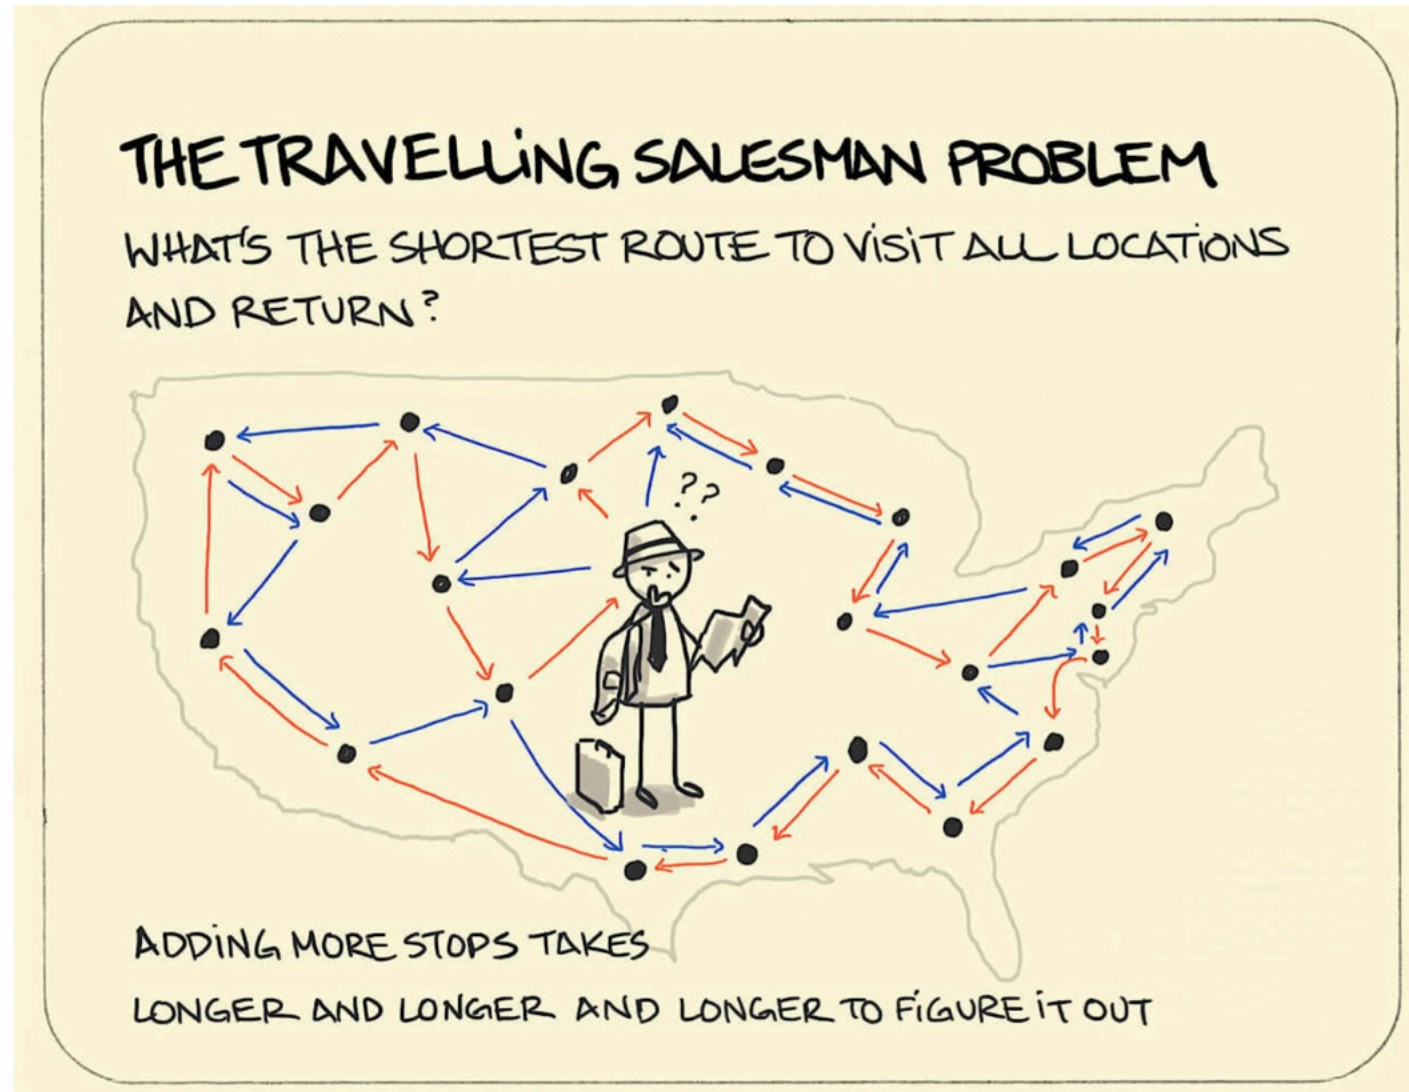 THE TRAVELLING SALESMAN PROBLEM
WHAT'S THE SHORTEST ROUTE TO VISIT ALL LOCATIONS
AND RETURN?
??
ADDING MORE STOPS TAKES
LONGER AND LONGER AND LONGER TO FIGURE IT OUT